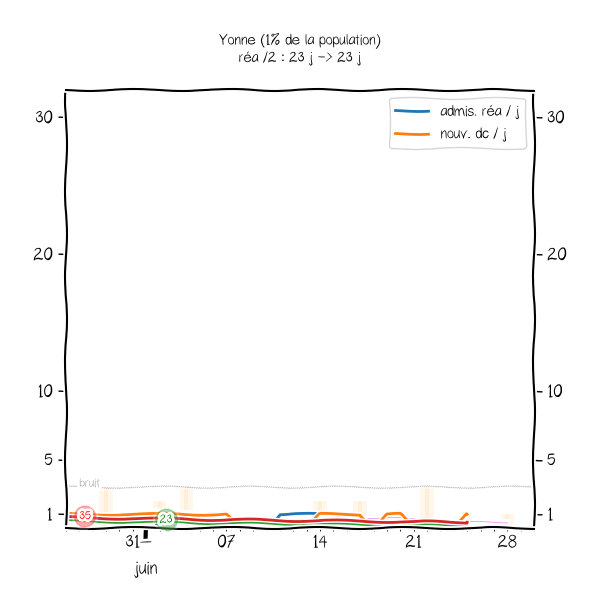 Yonne (1% de la population)
réa /2 : 23 j -> 23 j
admis. réa / j
nouv. dc / j
30
30
20
20
10
10
5
5
bruit
35
23
1
1
31
07
14
21
28
juin